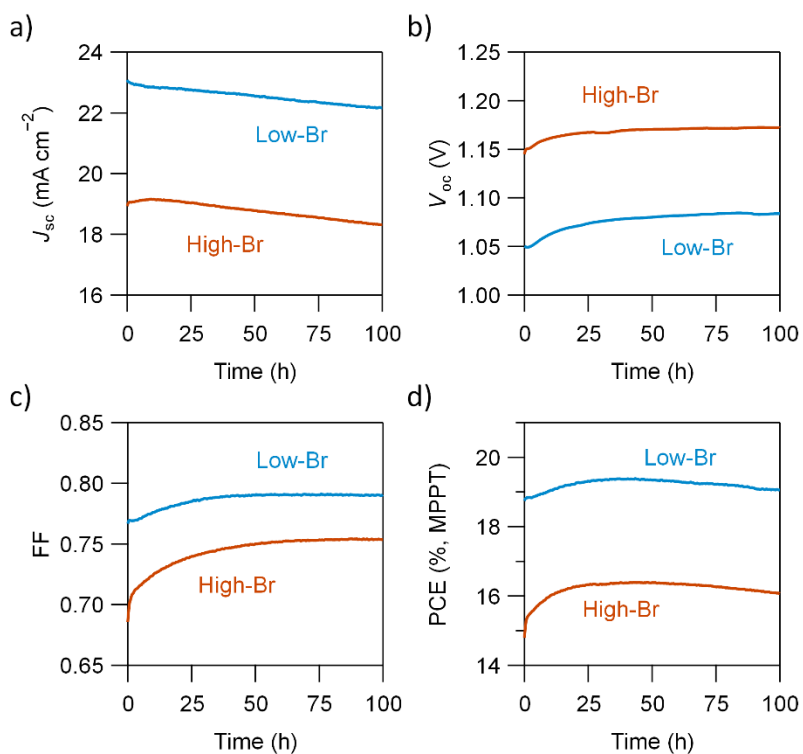 a)
J_sc (mA cm⁻²)
24
22
20
18
16
Low-Br
High-Br
0 25 50 75 100
Time (h)
b)
V_oc (V)
1.25
1.20
1.15
1.10
1.05
1.00
High-Br
Low-Br
0 25 50 75 100
Time (h)
c)
FF
0.85
0.80
0.75
0.70
0.65
Low-Br
High-Br
0 25 50 75 100
Time (h)
d)
PCE (%, MPPT)
20
18
16
14
Low-Br
High-Br
0 25 50 75 100
Time (h)